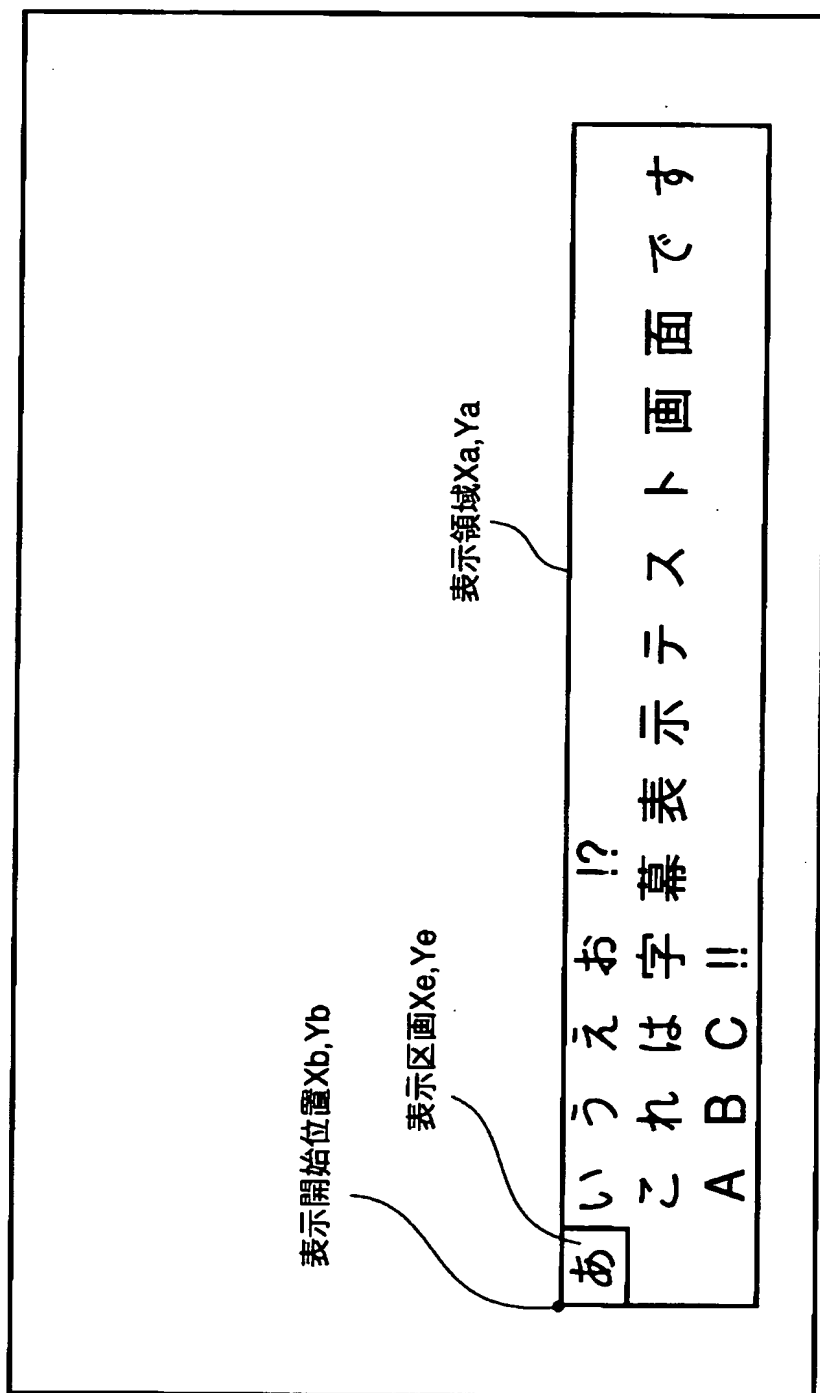 表示開始位置Xb,Yb
表示区画Xe,Ye
表示領域Xa,Ya
あいうえお!?
これは字幕表示テスト画面です
ABC!!